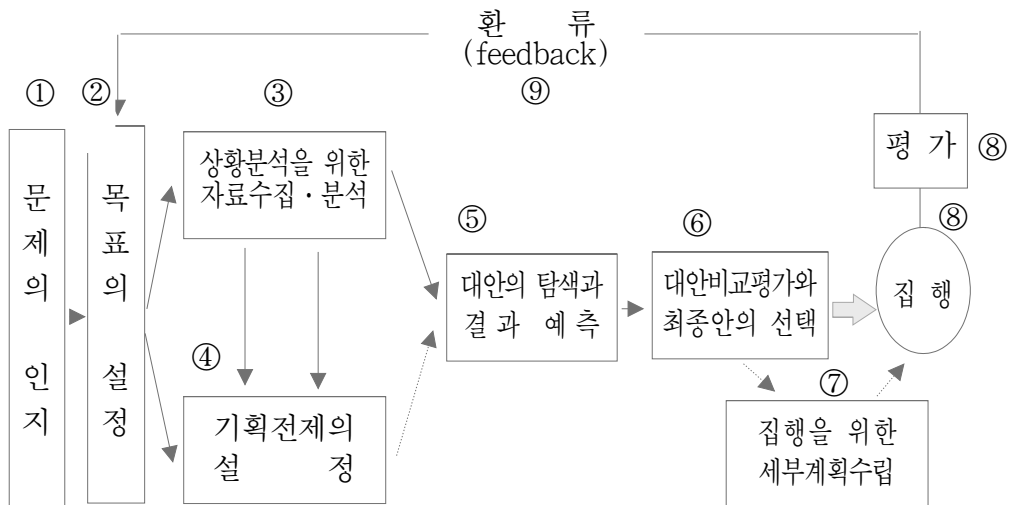 환 류
(feedback)
⑨
①
문제의 인지
②
목표의 설정
③
상황분석을 위한
자료수집·분석
④
기획전제의
설 정
⑤
대안의 탐색과
결과 예측
⑥
대안비교평가와
최종안의 선택
⑦
집행을 위한
세부계획수립
⑧
집 행
평 가
⑧